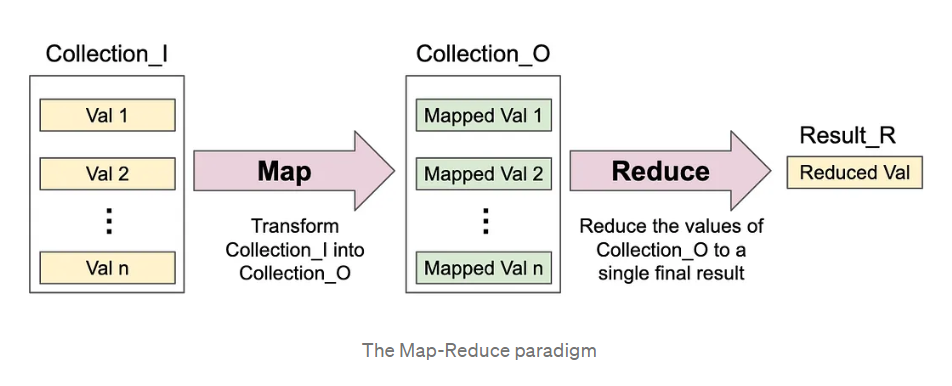 Collection_I
Val 1
Val 2
Val n
Map
Transform
Collection_I into
Collection_O
Collection_O
Mapped Val 1
Mapped Val 2
Mapped Val n
Reduce
Reduce the values of
Collection_O to a
single final result
Result_R
Reduced Val
The Map-Reduce paradigm